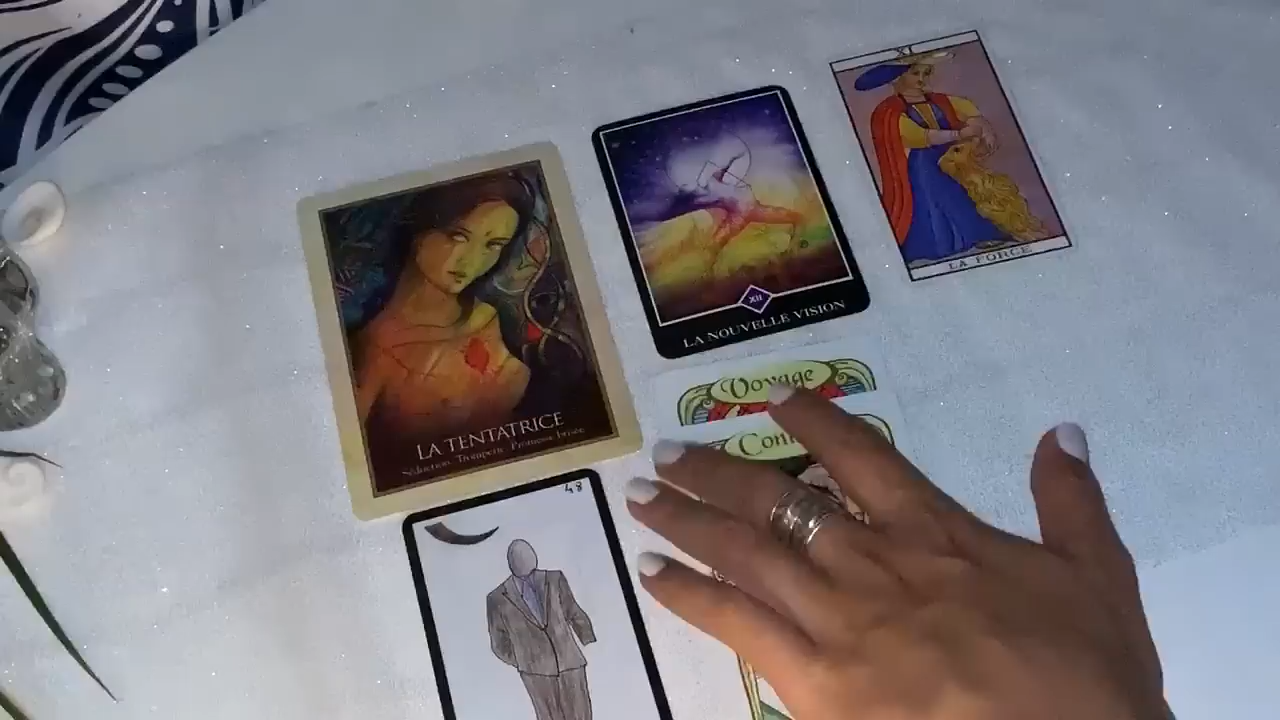 XI
LA FORCE
XII
LA NOUVELLE VISION
LA TENTATRICE
Séduction. Tromperie. Promesse brisée
Voyage
48